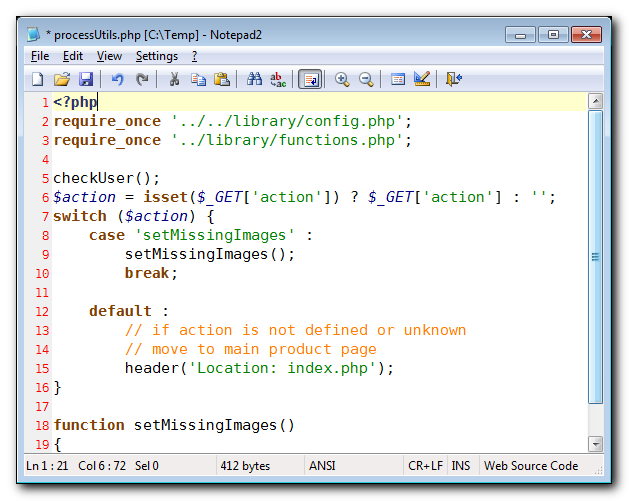 * processUtils.php [C:\Temp] - Notepad2
File Edit View Settings ?
1 <?php
2 require_once '../../library/config.php';
3 require_once '../library/functions.php';
4
5 checkUser();
6 $action = isset($_GET['action']) ? $_GET['action'] : '';
7 switch ($action) {
8 case 'setMissingImages' :
9 setMissingImages();
10 break;
11
12 default :
13 // if action is not defined or unknown
14 // move to main product page
15 header('Location: index.php');
16 }
17
18 function setMissingImages()
19 {
Ln 1 : 21 Col 6 : 72 Sel 0 412 bytes ANSI CR+LF INS Web Source Code